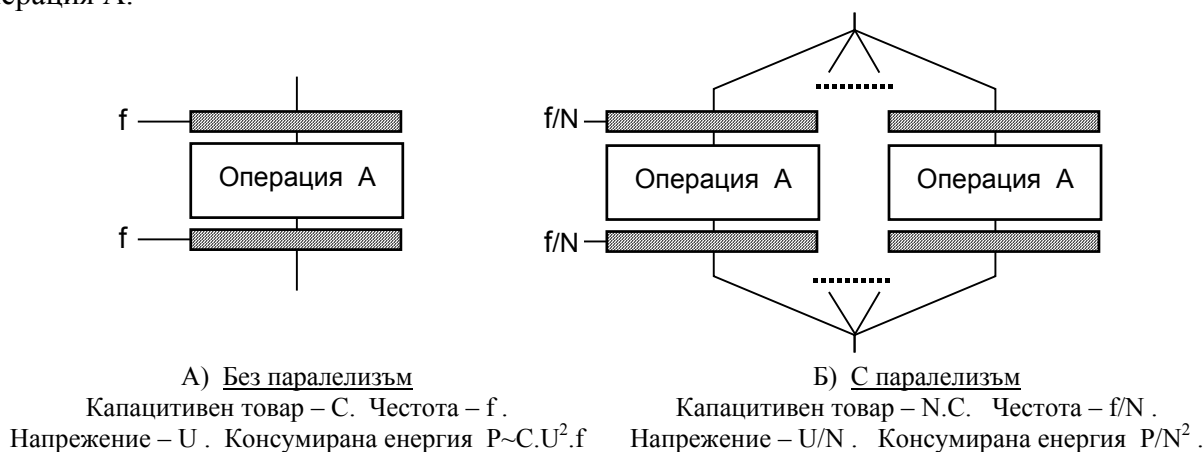 перация А.
f
Операция А
f
f/N
Операция А
Операция А
f/N
А) Без паралелизъм
Капацитивен товар – C. Честота – f .
Напрежение – U . Консумирана енергия P~C.U².f
Б) С паралелизъм
Капацитивен товар – N.C. Честота – f/N .
Напрежение – U/N . Консумирана енергия P/N² .